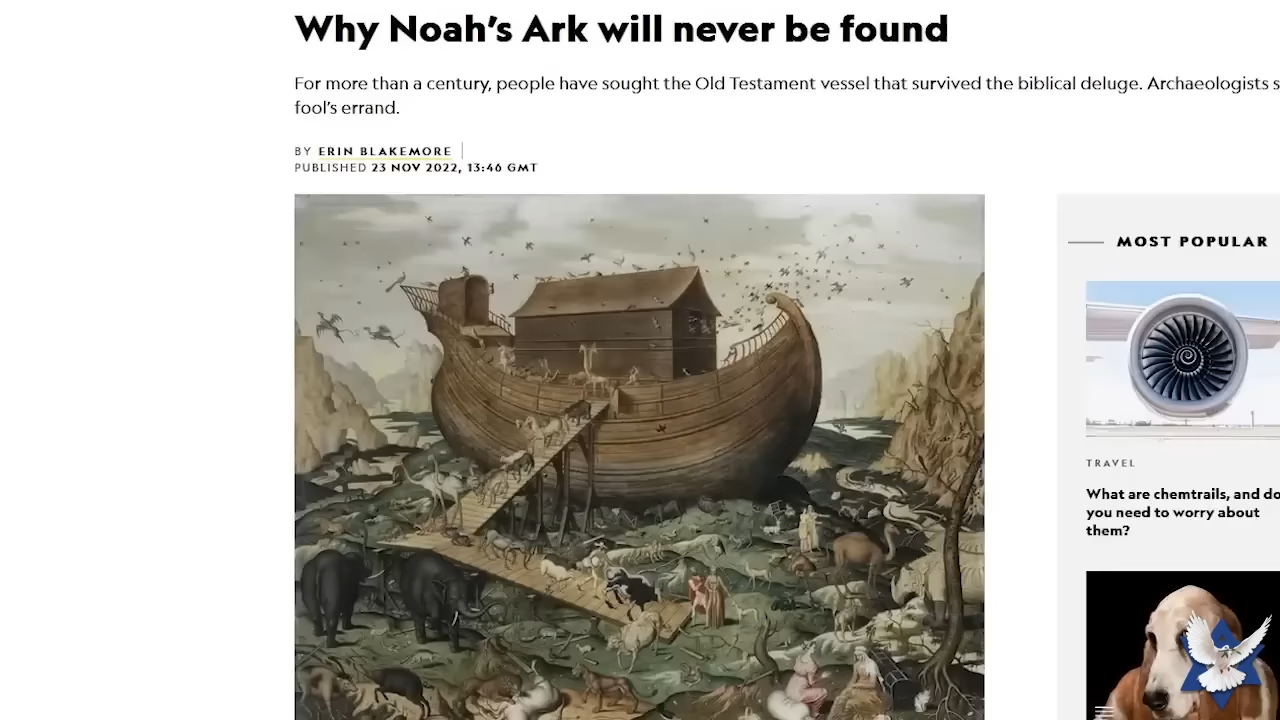 Why Noah's Ark will never be found
For more than a century, people have sought the Old Testament vessel that survived the biblical deluge. Archaeologists s
fool's errand.
BY ERIN BLAKEMORE
PUBLISHED 23 NOV 2022, 13:46 GMT
MOST POPULAR
TRAVEL
What are chemtrails, and do
you need to worry about
them?